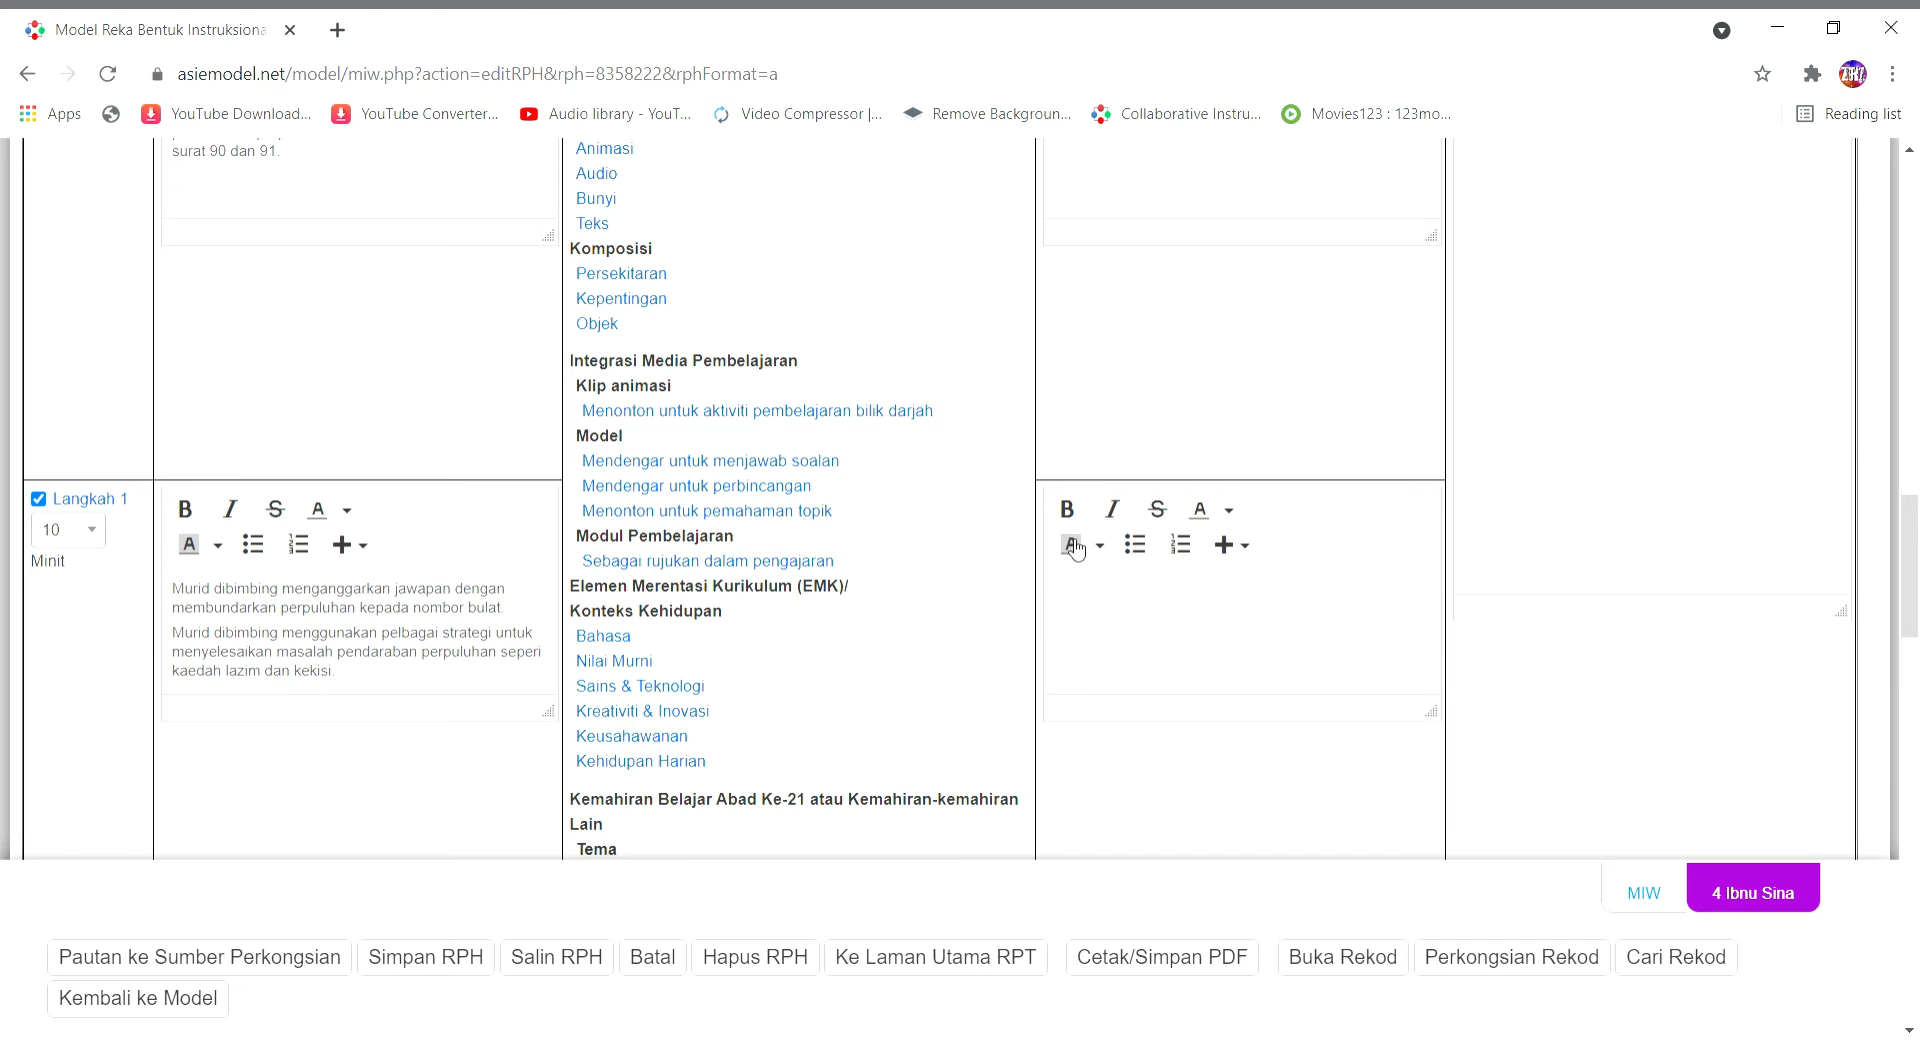 Model Reka Bentuk Instruksiona
asiemodel.net/model/miw.php?action=editRPH&rph=8358222&rphFormat=a
Apps
YouTube Download...
YouTube Converter...
Audio library - YouT...
Video Compressor |...
Remove Backgroun...
Collaborative Instru...
Movies123 : 123mo...
Reading list
surat 90 dan 91.
Animasi
Audio
Bunyi
Teks
Komposisi
Persekitaran
Kepentingan
Objek
Integrasi Media Pembelajaran
Klip animasi
Menonton untuk aktiviti pembelajaran bilik darjah
Model
Mendengar untuk menjawab soalan
Mendengar untuk perbincangan
Menonton untuk pemahaman topik
Modul Pembelajaran
Sebagai rujukan dalam pengajaran
Elemen Merentasi Kurikulum (EMK)/
Konteks Kehidupan
Bahasa
Nilai Murni
Sains & Teknologi
Kreativiti & Inovasi
Keusahawanan
Kehidupan Harian
Kemahiran Belajar Abad Ke-21 atau Kemahiran-kemahiran
Lain
Tema
Langkah 1
10
Minit
B I S A
A
Murid dibimbing menganggarkan jawapan dengan
membundarkan perpuluhan kepada nombor bulat.
Murid dibimbing menggunakan pelbagai strategi untuk
menyelesaikan masalah pendaraban perpuluhan seperi
kaedah lazim dan kekisi.
B I S A
A
MIW
4 Ibnu Sina
Pautan ke Sumber Perkongsian
Simpan RPH
Salin RPH
Batal
Hapus RPH
Ke Laman Utama RPT
Cetak/Simpan PDF
Buka Rekod
Perkongsian Rekod
Cari Rekod
Kembali ke Model